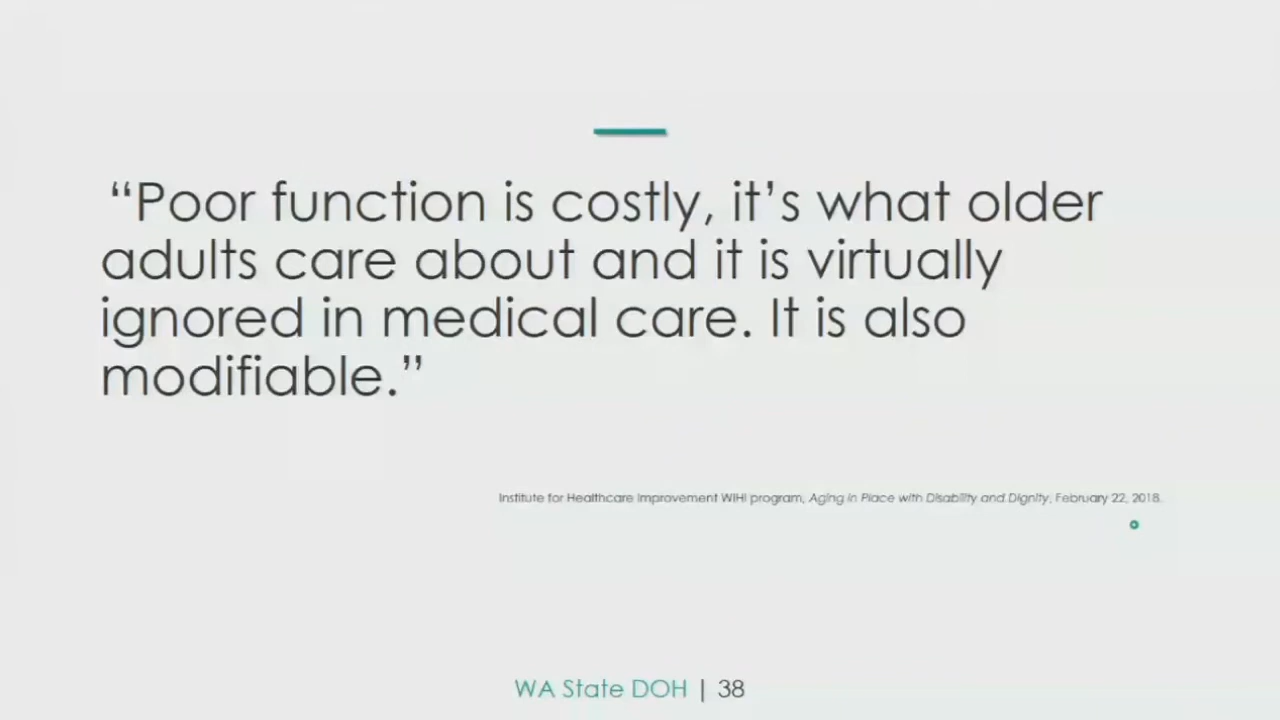 “Poor function is costly, it’s what older
adults care about and it is virtually
ignored in medical care. It is also
modifiable.”
Institute for Healthcare Improvement WIHI program, Aging in Place with Disability and Dignity, February 22, 2018.
WA State DOH | 38